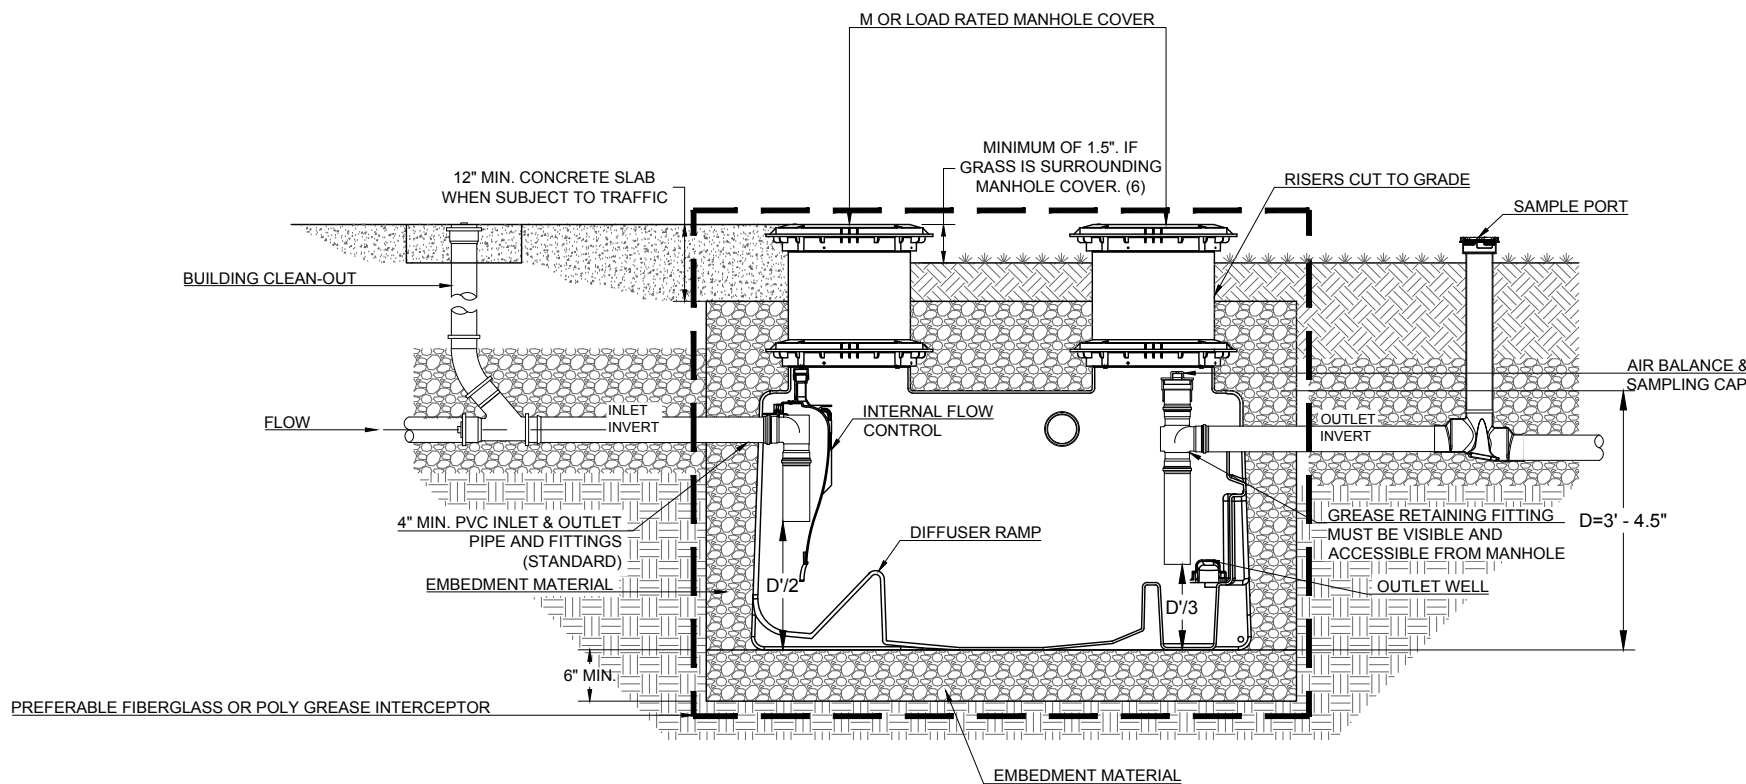 M OR LOAD RATED MANHOLE COVER
MINIMUM OF 1.5". IF
GRASS IS SURROUNDING
MANHOLE COVER. (6)
12" MIN. CONCRETE SLAB
WHEN SUBJECT TO TRAFFIC
RISERS CUT TO GRADE
SAMPLE PORT
BUILDING CLEAN-OUT
AIR BALANCE &
SAMPLING CAP
FLOW
INLET
INVERT
INTERNAL FLOW
CONTROL
OUTLET
INVERT
4" MIN. PVC INLET & OUTLET
PIPE AND FITTINGS
(STANDARD)
GREASE RETAINING FITTING
MUST BE VISIBLE AND
ACCESSIBLE FROM MANHOLE
D=3' - 4.5"
DIFFUSER RAMP
EMBEDMENT MATERIAL
D'/2
D'/3
OUTLET WELL
6" MIN.
PREFERABLE FIBERGLASS OR POLY GREASE INTERCEPTOR
EMBEDMENT MATERIAL